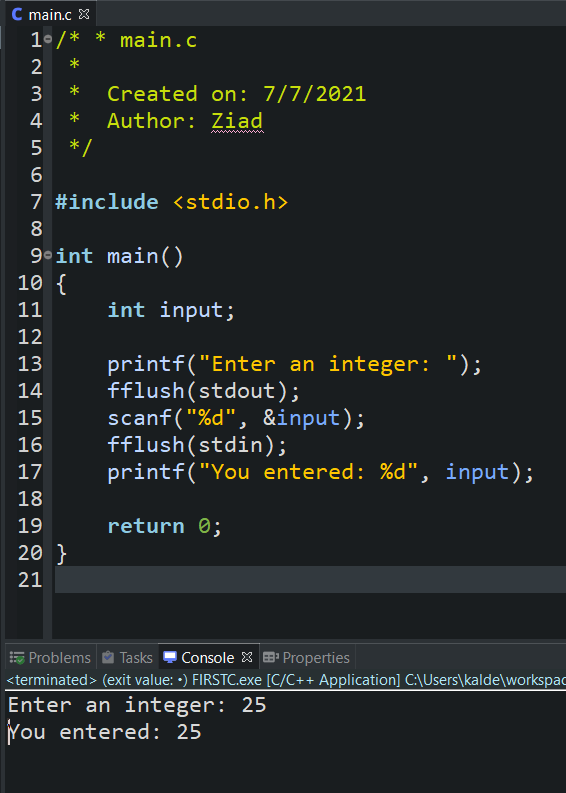 main.c
1 /* * main.c
2  *
3  *  Created on: 7/7/2021
4  *  Author: Ziad
5  */
6
7 #include <stdio.h>
8
9 int main()
10 {
11     int input;
12
13     printf("Enter an integer: ");
14     fflush(stdout);
15     scanf("%d", &input);
16     fflush(stdin);
17     printf("You entered: %d", input);
18
19     return 0;
20 }
21
Problems Tasks Console Properties
<terminated> (exit value: •) FIRSTC.exe [C/C++ Application] C:\Users\kalde\workspac
Enter an integer: 25
You entered: 25